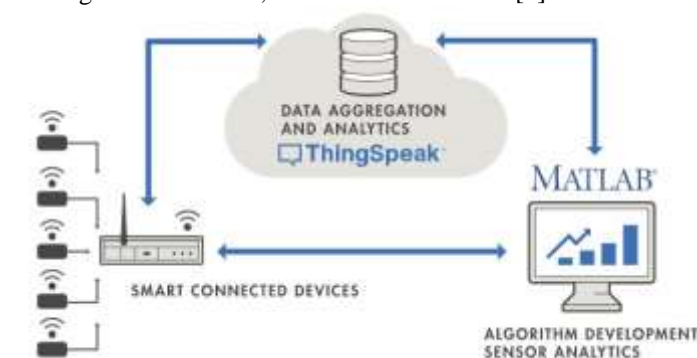 DATA AGGREGATION
AND ANALYTICS
ThingSpeak
MATLAB®
SMART CONNECTED DEVICES
ALGORITHM DEVELOPMENT
SENSOR ANALYTICS